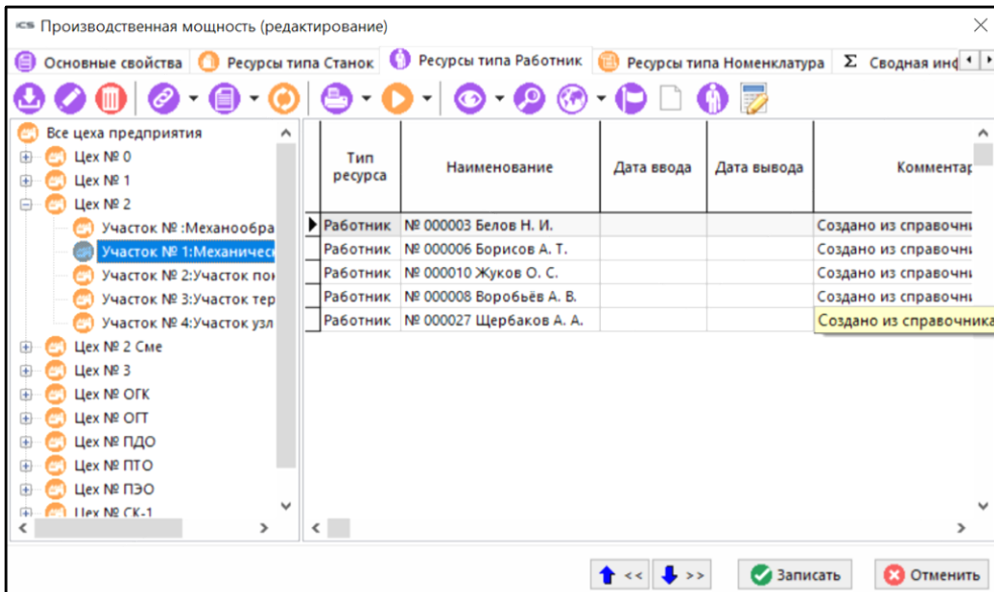 iCS Производственная мощность (редактирование)
Основные свойства Ресурсы типа Станок Ресурсы типа Работник Ресурсы типа Номенклатура Σ Сводная инф
Все цеха предприятия
Цех № 0
Цех № 1
Цех № 2
Участок № :Механообра
Участок № 1:Механическ
Участок № 2:Участок пок
Участок № 3:Участок тер
Участок № 4:Участок узл
Цех № 2 Сме
Цех № 3
Цех № ОГК
Цех № ОГТ
Цех № ПДО
Цех № ПТО
Цех № ПЭО
Цех № СК-1
Тип ресурса Наименование Дата ввода Дата вывода Комментар
Работник № 000003 Белов Н. И. Создано из справочни
Работник № 000006 Борисов А. Т. Создано из справочни
Работник № 000010 Жуков О. С. Создано из справочни
Работник № 000008 Воробьёв А. В. Создано из справочни
Работник № 000027 Щербаков А. А. Создано из справочника
<< >> Записать Отменить